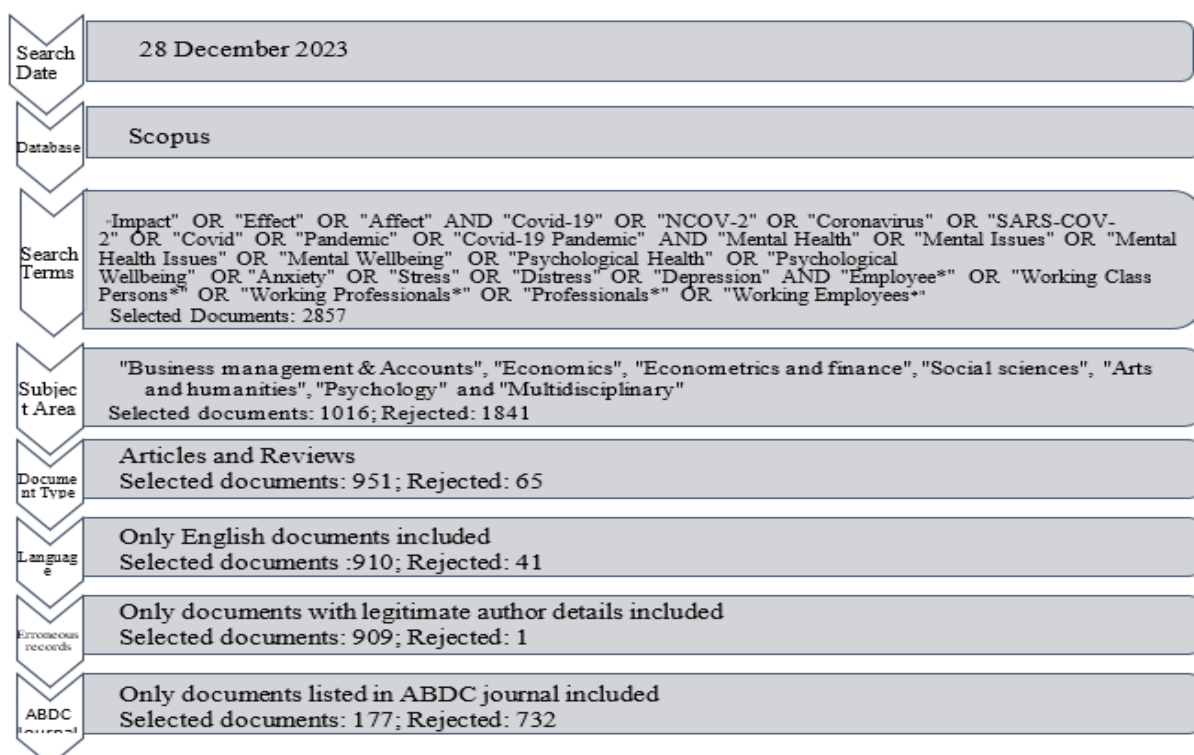 Search
Date
28 December 2023
Database
Scopus
Search
Terms
"Impact" OR "Effect" OR "Affect" AND "Covid-19" OR "NCOV-2" OR "Coronavirus" OR "SARS-COV-
2" OR "Covid" OR "Pandemic" OR "Covid-19 Pandemic" AND "Mental Health" OR "Mental Issues" OR "Mental
Health Issues" OR "Mental Wellbeing" OR "Psychological Health" OR "Psychological
Wellbeing" OR "Anxiety" OR "Stress" OR "Distress" OR "Depression" AND "Employee*" OR "Working Class
Persons*" OR "Working Professionals*" OR "Professionals*" OR "Working Employees*"
Selected Documents: 2857
Subjec
t Area
"Business management & Accounts", "Economics", "Econometrics and finance", "Social sciences", "Arts
and humanities", "Psychology" and "Multidisciplinary"
Selected documents: 1016; Rejected: 1841
Docume
nt Type
Articles and Reviews
Selected documents: 951; Rejected: 65
Languag
e
Only English documents included
Selected documents :910; Rejected: 41
Erroneous
records
Only documents with legitimate author details included
Selected documents: 909; Rejected: 1
ABDC
Journal
Only documents listed in ABDC journal included
Selected documents: 177; Rejected: 732